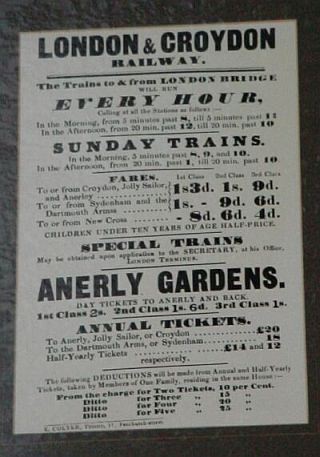 LONDON & CROYDON
RAILWAY.
The Trains to & from LONDON BRIDGE
WILL RUN
EVERY HOUR,
Calling at all the Stations as follows :—
In the Morning, from 5 minutes past 8, till 5 minutes past 11
In the Afternoon, from 20 min. past 12, till 20 min. past 10
SUNDAY TRAINS.
In the Morning, 5 minutes past 8, 9, and 10.
In the Afternoon, from 20 min. past 1, till 20 min. past 10.
FARES. 1st Class 2nd Class 3rd Class
To or from Croydon, Jolly Sailor, and Anerley 1s3d. 1s. 9d.
To or from Sydenham and the Dartmouth Arms 1s. - 9d. 6d.
To or from New Cross - 8d. 6d. 4d.
CHILDREN UNDER TEN YEARS OF AGE HALF-PRICE.
SPECIAL TRAINS
May be obtained upon application to the SECRETARY, at his Office,
LONDON TERMINUS.
ANERLY GARDENS.
DAY TICKETS TO ANERLY AND BACK.
1st Class 2s. 2nd Class 1s. 6d. 3rd Class 1s.
ANNUAL TICKETS.
To Anerly, Jolly Sailor, or Croydon £20
To the Dartmouth Arms, or Sydenham 18
Half-Yearly Tickets £14 and 12
respectively.
The following DEDUCTIONS will be made from Annual and Half-Yearly
Tickets, taken by Members of One Family, residing in the same House :—
From the charge for Two Tickets, 10 per Cent.
Ditto for Three „ 15 „
Ditto for Four „ 20 „
Ditto for Five „ 25 „